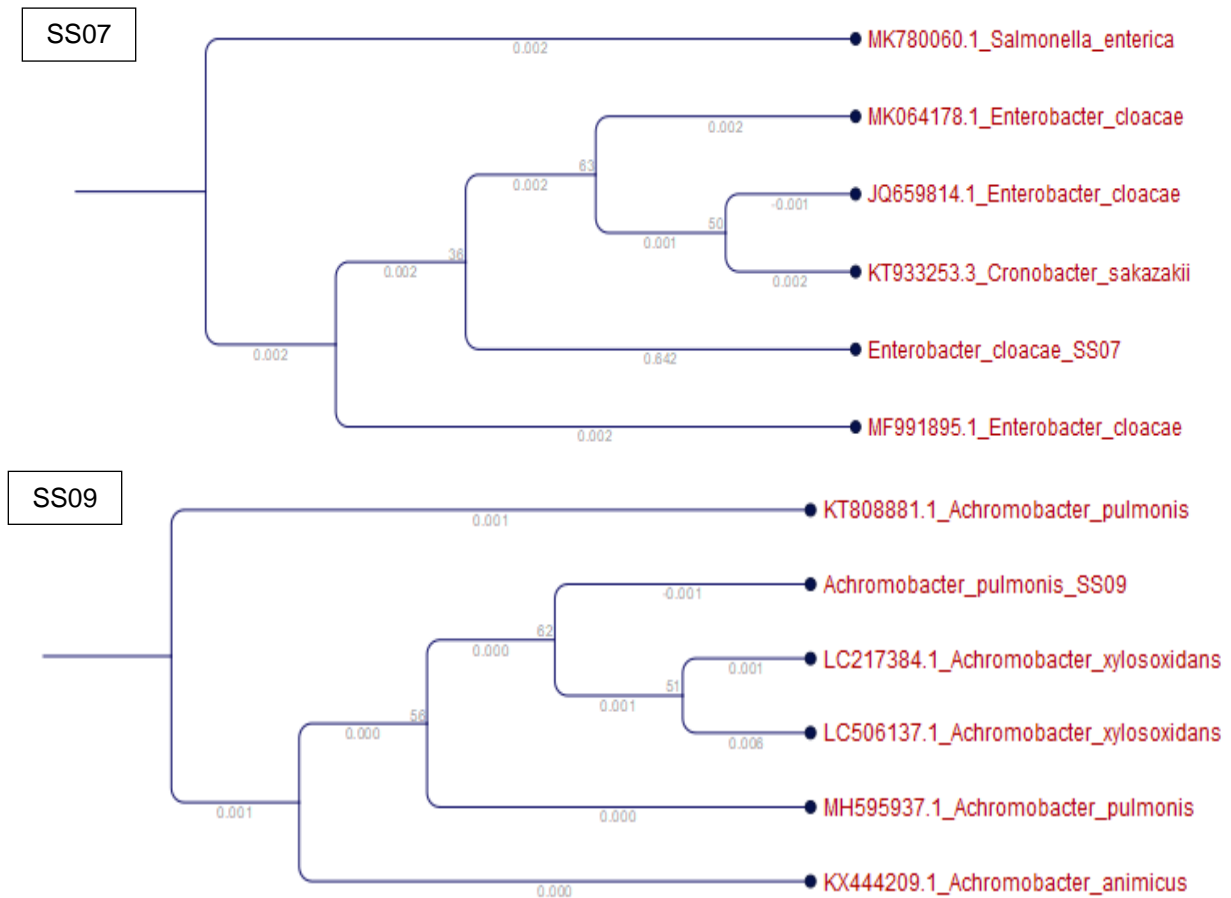 SS07
MK780060.1_Salmonella_enterica
0.002
MK064178.1_Enterobacter_cloacae
0.002
63
0.002
JQ659814.1_Enterobacter_cloacae
-0.001
50
0.001
36
0.002
KT933253.3_Cronobacter_sakazakii
0.002
0.002
Enterobacter_cloacae_SS07
0.642
MF991895.1_Enterobacter_cloacae
0.002
SS09
KT808881.1_Achromobacter_pulmonis
0.001
Achromobacter_pulmonis_SS09
-0.001
62
0.000
LC217384.1_Achromobacter_xylosoxidans
0.001
51
0.001
56
0.000
LC506137.1_Achromobacter_xylosoxidans
0.006
0.001
MH595937.1_Achromobacter_pulmonis
0.000
KX444209.1_Achromobacter_animicus
0.000